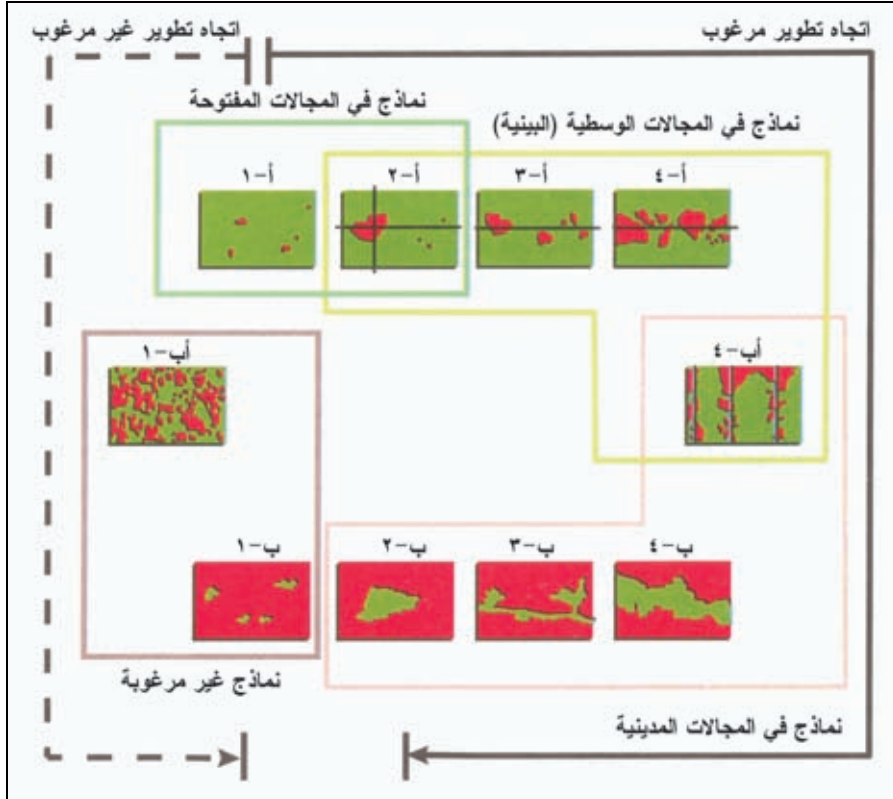 اتجاه تطوير مرغوب
اتجاه تطوير غير مرغوب
نماذج في المجالات المفتوحة
نماذج في المجالات الوسطية (البينية)
أ-٤
أ-٣
أ-٢
أ-١
أب-٤
أب-١
ب-٤
ب-٣
ب-٢
ب-١
نماذج غير مرغوبة
نماذج في المجالات المدينية